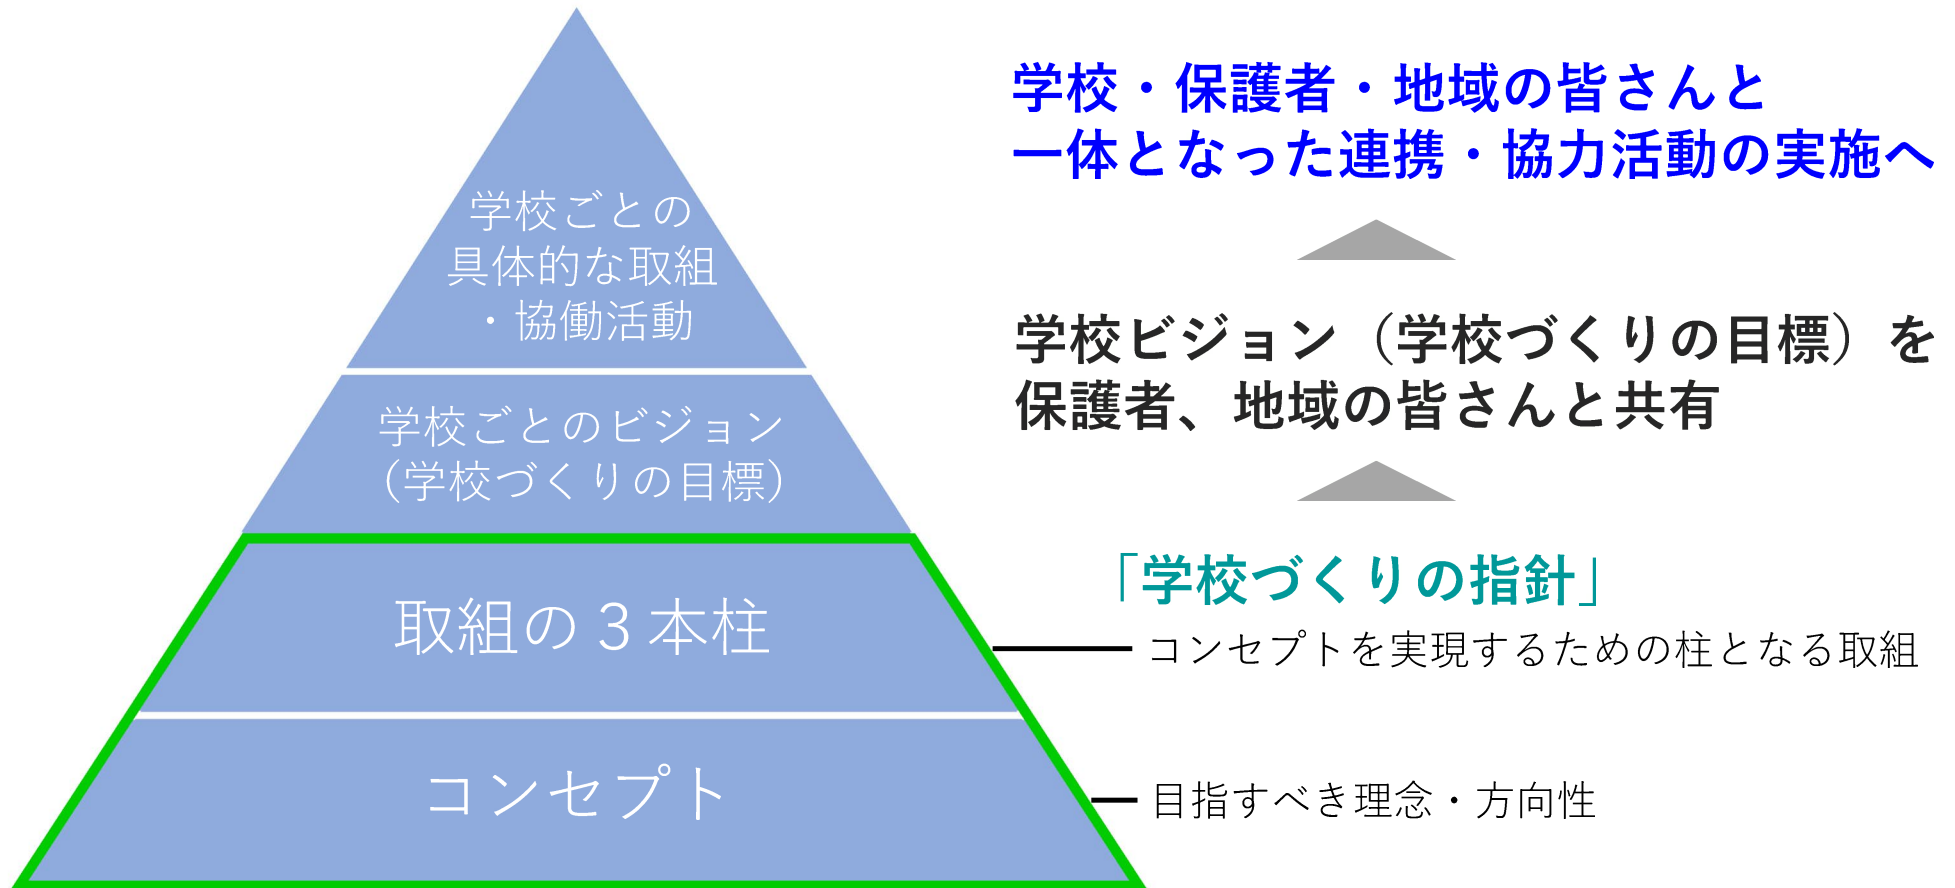 学校ごとの
具体的な取組
・協働活動
学校ごとのビジョン
（学校づくりの目標）
取組の３本柱
コンセプト
学校・保護者・地域の皆さんと
一体となった連携・協力活動の実施へ
学校ビジョン（学校づくりの目標）を
保護者、地域の皆さんと共有
「学校づくりの指針」
コンセプトを実現するための柱となる取組
目指すべき理念・方向性